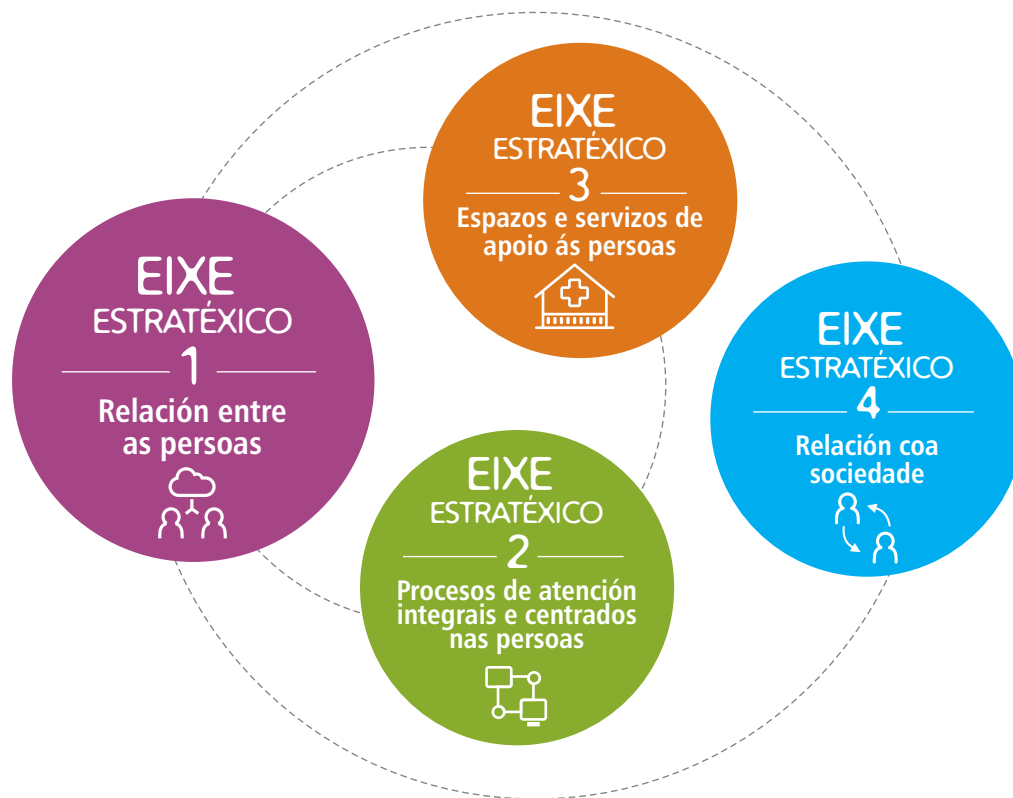 EIXE
ESTRATÉXICO
1
Relación entre
as persoas
EIXE
ESTRATÉXICO
2
Procesos de atención
integrais e centrados
nas persoas
EIXE
ESTRATÉXICO
3
Espazos e servizos de
apoio ás persoas
EIXE
ESTRATÉXICO
4
Relación coa
sociedade